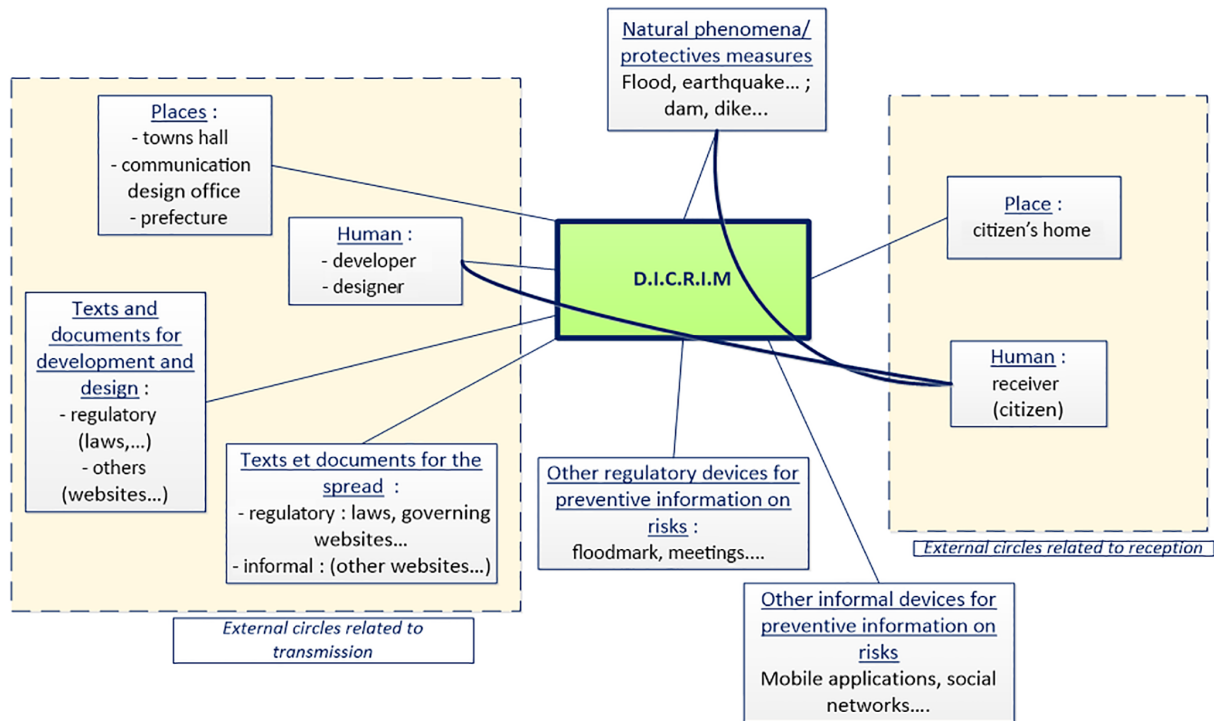 Natural phenomena/
protectives measures
Flood, earthquake... ;
dam, dike...
Places :
- towns hall
- communication
design office
- prefecture
Human :
- developer
- designer
Texts and
documents for
development and
design :
- regulatory
(laws,...)
- others
(websites...)
Texts et documents for the
spread :
- regulatory : laws, governing
websites...
- informal : (other websites...)
External circles related to
transmission
D.I.C.R.I.M
Other regulatory devices for
preventive information on
risks :
floodmark, meetings....
Other informal devices for
preventive information on
risks
Mobile applications, social
networks....
Place :
citizen's home
Human :
receiver
(citizen)
External circles related to reception